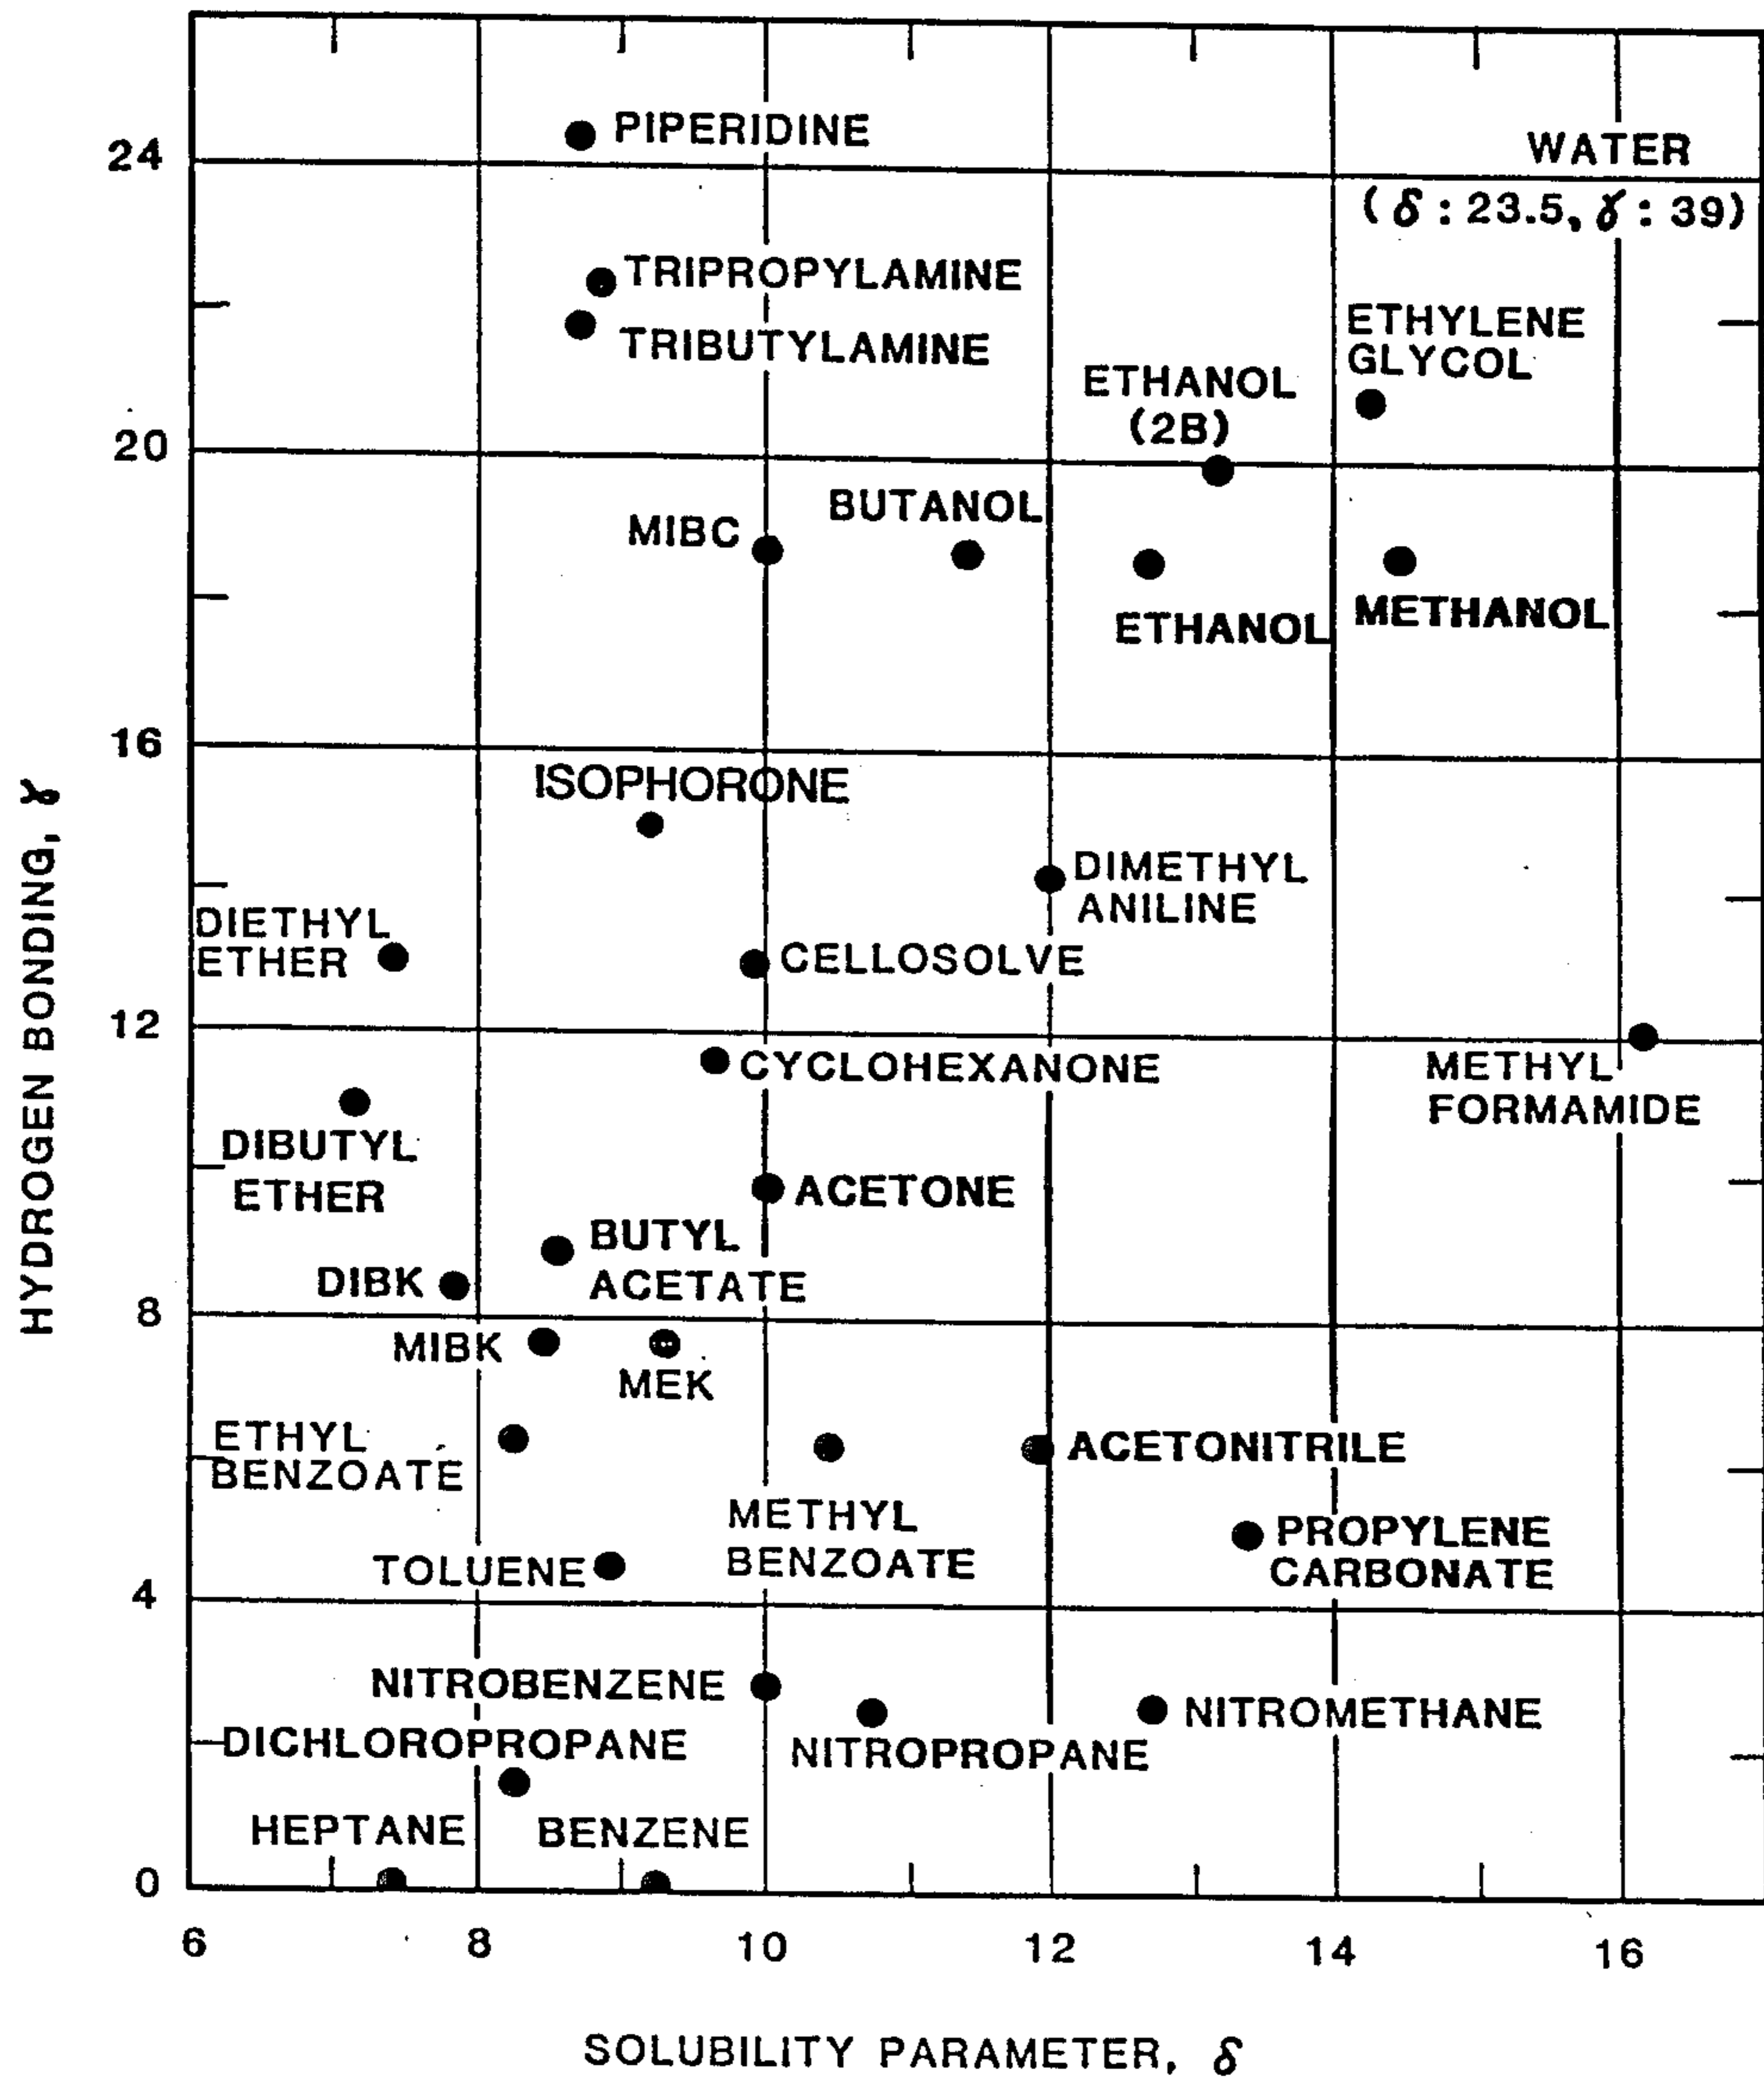 PIPERIDINE
24
WATER
(δ: 23.5, γ: 39)
TRIPROPYLAMINE
TRIBUTYLAMINE
ETHYLENE
GLYCOL
ETHANOL
(2B)
20
BUTANOL
MIBC
ETHANOL
METHANOL
16
ISOPHORONE
DIMETHYL
ANILINE
DIETHYL
ETHER
CELLOSOLVE
12
CYCLOHEXANONE
METHYL
FORMAMIDE
DIBUTYL
ETHER
ACETONE
BUTYL
ACETATE
DIBK
8
MIBK
MEK
ETHYL
BENZOATE
ACETONITRILE
METHYL
BENZOATE
PROPYLENE
CARBONATE
TOLUENE
4
NITROBENZENE
NITROMETHANE
DICHLOROPROPANE
NITROPROPANE
HEPTANE
BENZENE
0
6 8 10 12 14 16
HYDROGEN BONDING, γ
SOLUBILITY PARAMETER, δ